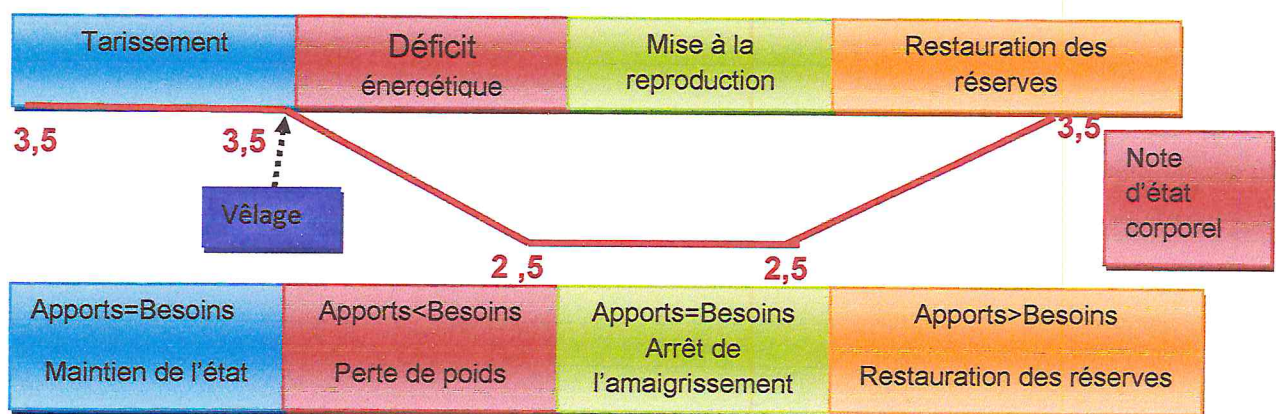 Tarissement
Déficit
énergétique
Mise à la
reproduction
Restauration des
réserves
3,5
3,5
3,5
Vêlage
Note
d'état
corporel
2 ,5
2,5
Apports=Besoins
Maintien de l'état
Apports<Besoins
Perte de poids
Apports=Besoins
Arrêt de
l'amaigrissement
Apports>Besoins
Restauration des réserves